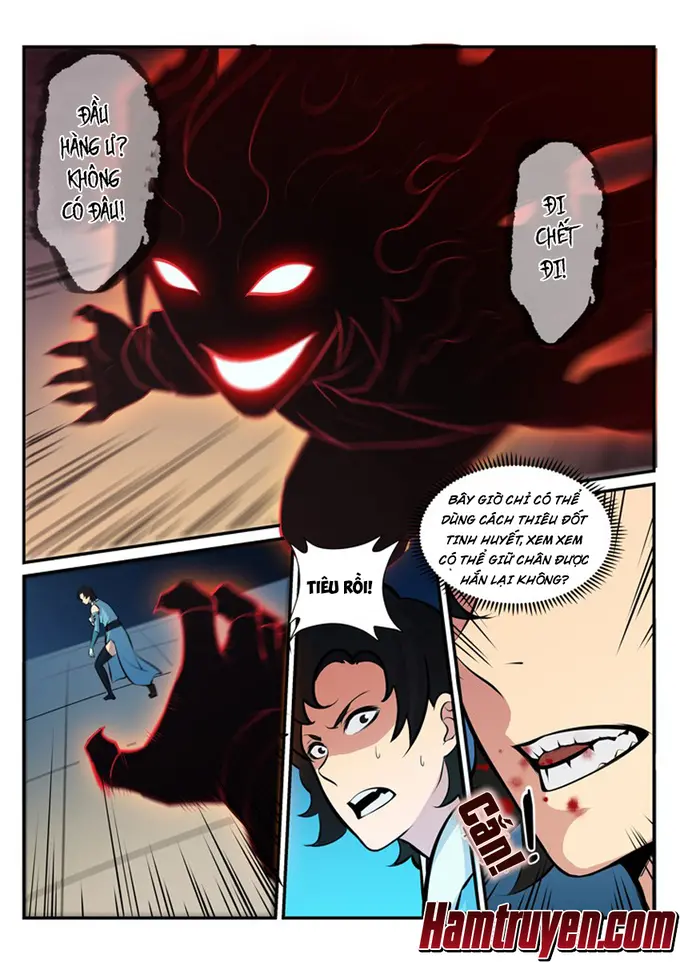 ĐẦU
HÀNG Ư?
KHÔNG
CÓ ĐÂU!
ĐI
CHẾT
ĐI!
TIÊU RỒI!
BÂY GIỜ CHỈ CÓ THỂ
DÙNG CÁCH THIÊU ĐỐT
TINH HUYẾT, XEM XEM
CÓ THỂ GIỮ CHÂN ĐƯỢC
HẮN LẠI KHÔNG?
CẮN!
Hamtruyen.com